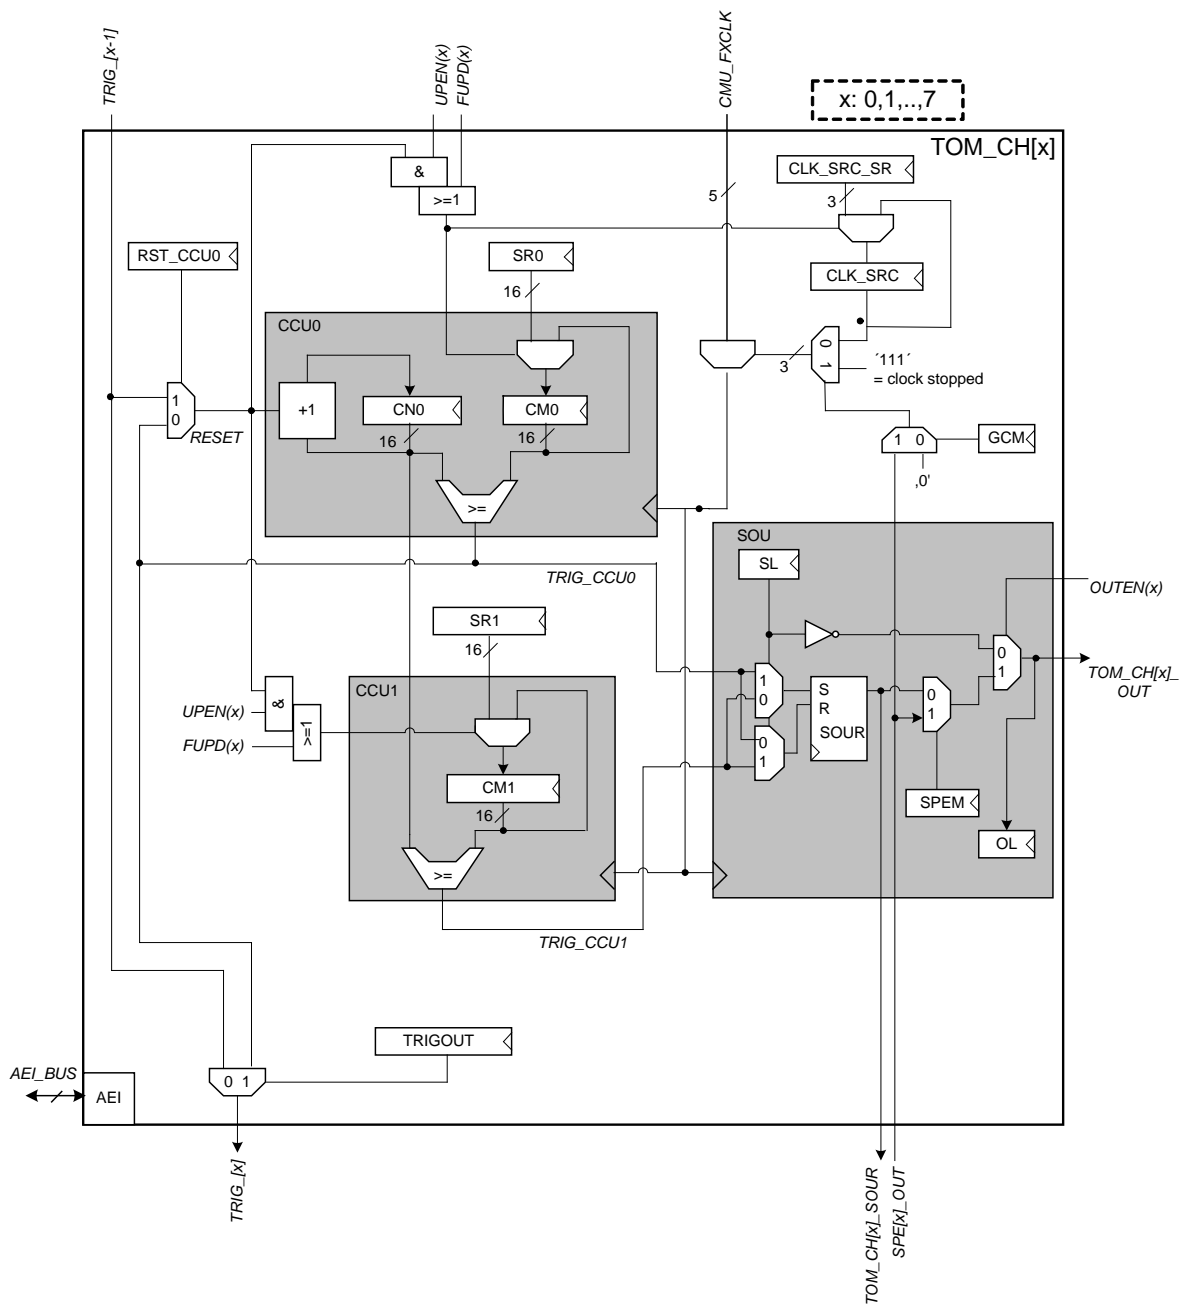 TRIG_[x-1]
UPEN(x)
FUPD(x)
CMU_FXCLK
x: 0,1,..,7
TOM_CH[x]
&
>=1
5
CLK_SRC_SR
3
RST_CCU0
SR0
16
CLK_SRC
CCU0
0
1
3
´111´
= clock stopped
+1
CN0
CM0
1
0
RESET
16
16
1 0
GCM
‚0'
>=
SOU
TRIG_CCU0
SL
OUTEN(x)
SR1
16
0
1
TOM_CH[x]_
OUT
CCU1
&
UPEN(x)
>=1
FUPD(x)
1
0
S
R
SOUR
0
1
0
1
CM1
16
SPEM
OL
>=
TRIG_CCU1
TRIGOUT
AEI_BUS
AEI
0 1
TRIG_[x]
TOM_CH[x]_SOUR
SPE[x]_OUT